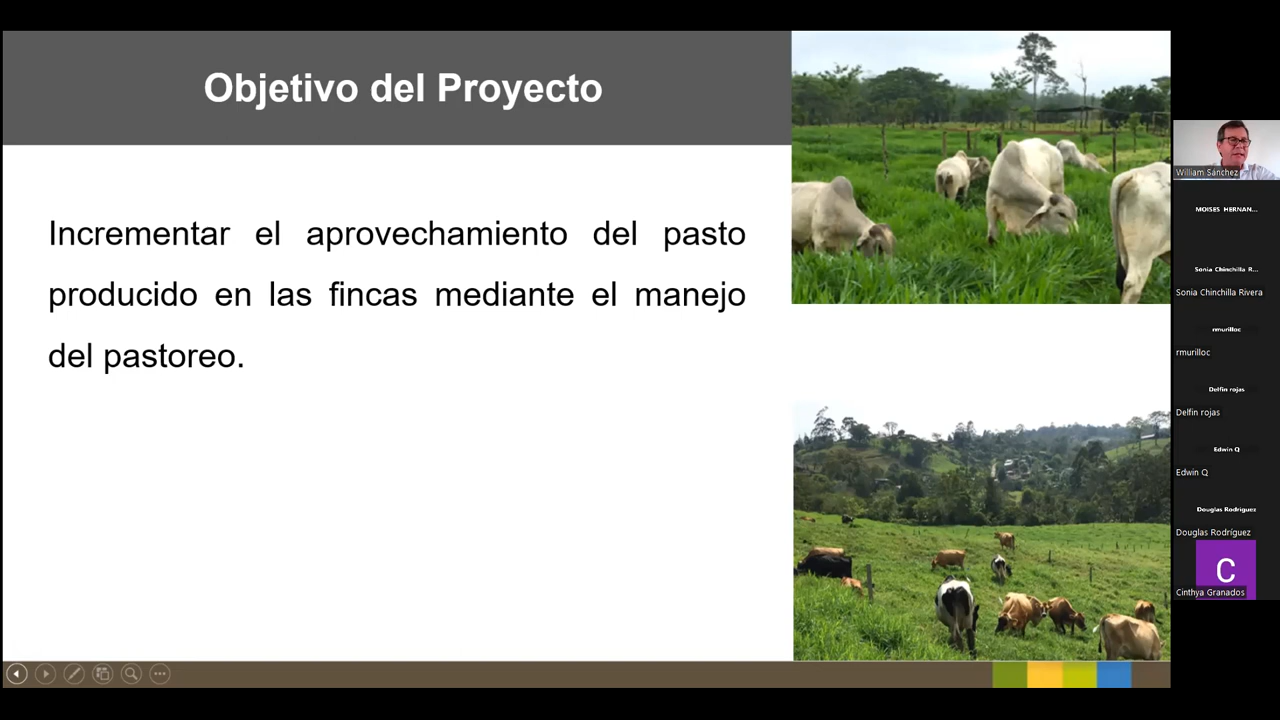 Objetivo del Proyecto
Incrementar el aprovechamiento del pasto
producido en las fincas mediante el manejo
del pastoreo.
William Sánchez
MOISES HERNAN...
Sonia Chinchilla R...
Sonia Chinchilla Rivera
rmurilloc
rmurilloc
Delfin rojas
Delfin rojas
Edwin Q
Edwin Q
Douglas Rodríguez
Douglas Rodríguez
C
Cinthya Granados